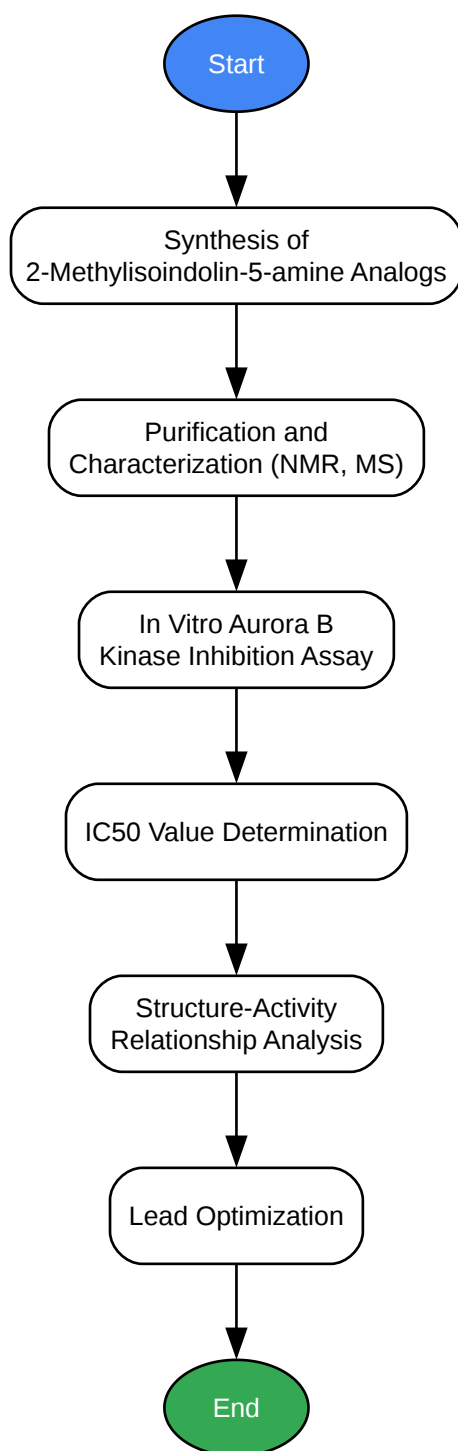 Start
Synthesis of
2-Methylisoindolin-5-amine Analogs
Purification and
Characterization (NMR, MS)
In Vitro Aurora B
Kinase Inhibition Assay
IC50 Value Determination
Structure-Activity
Relationship Analysis
Lead Optimization
End